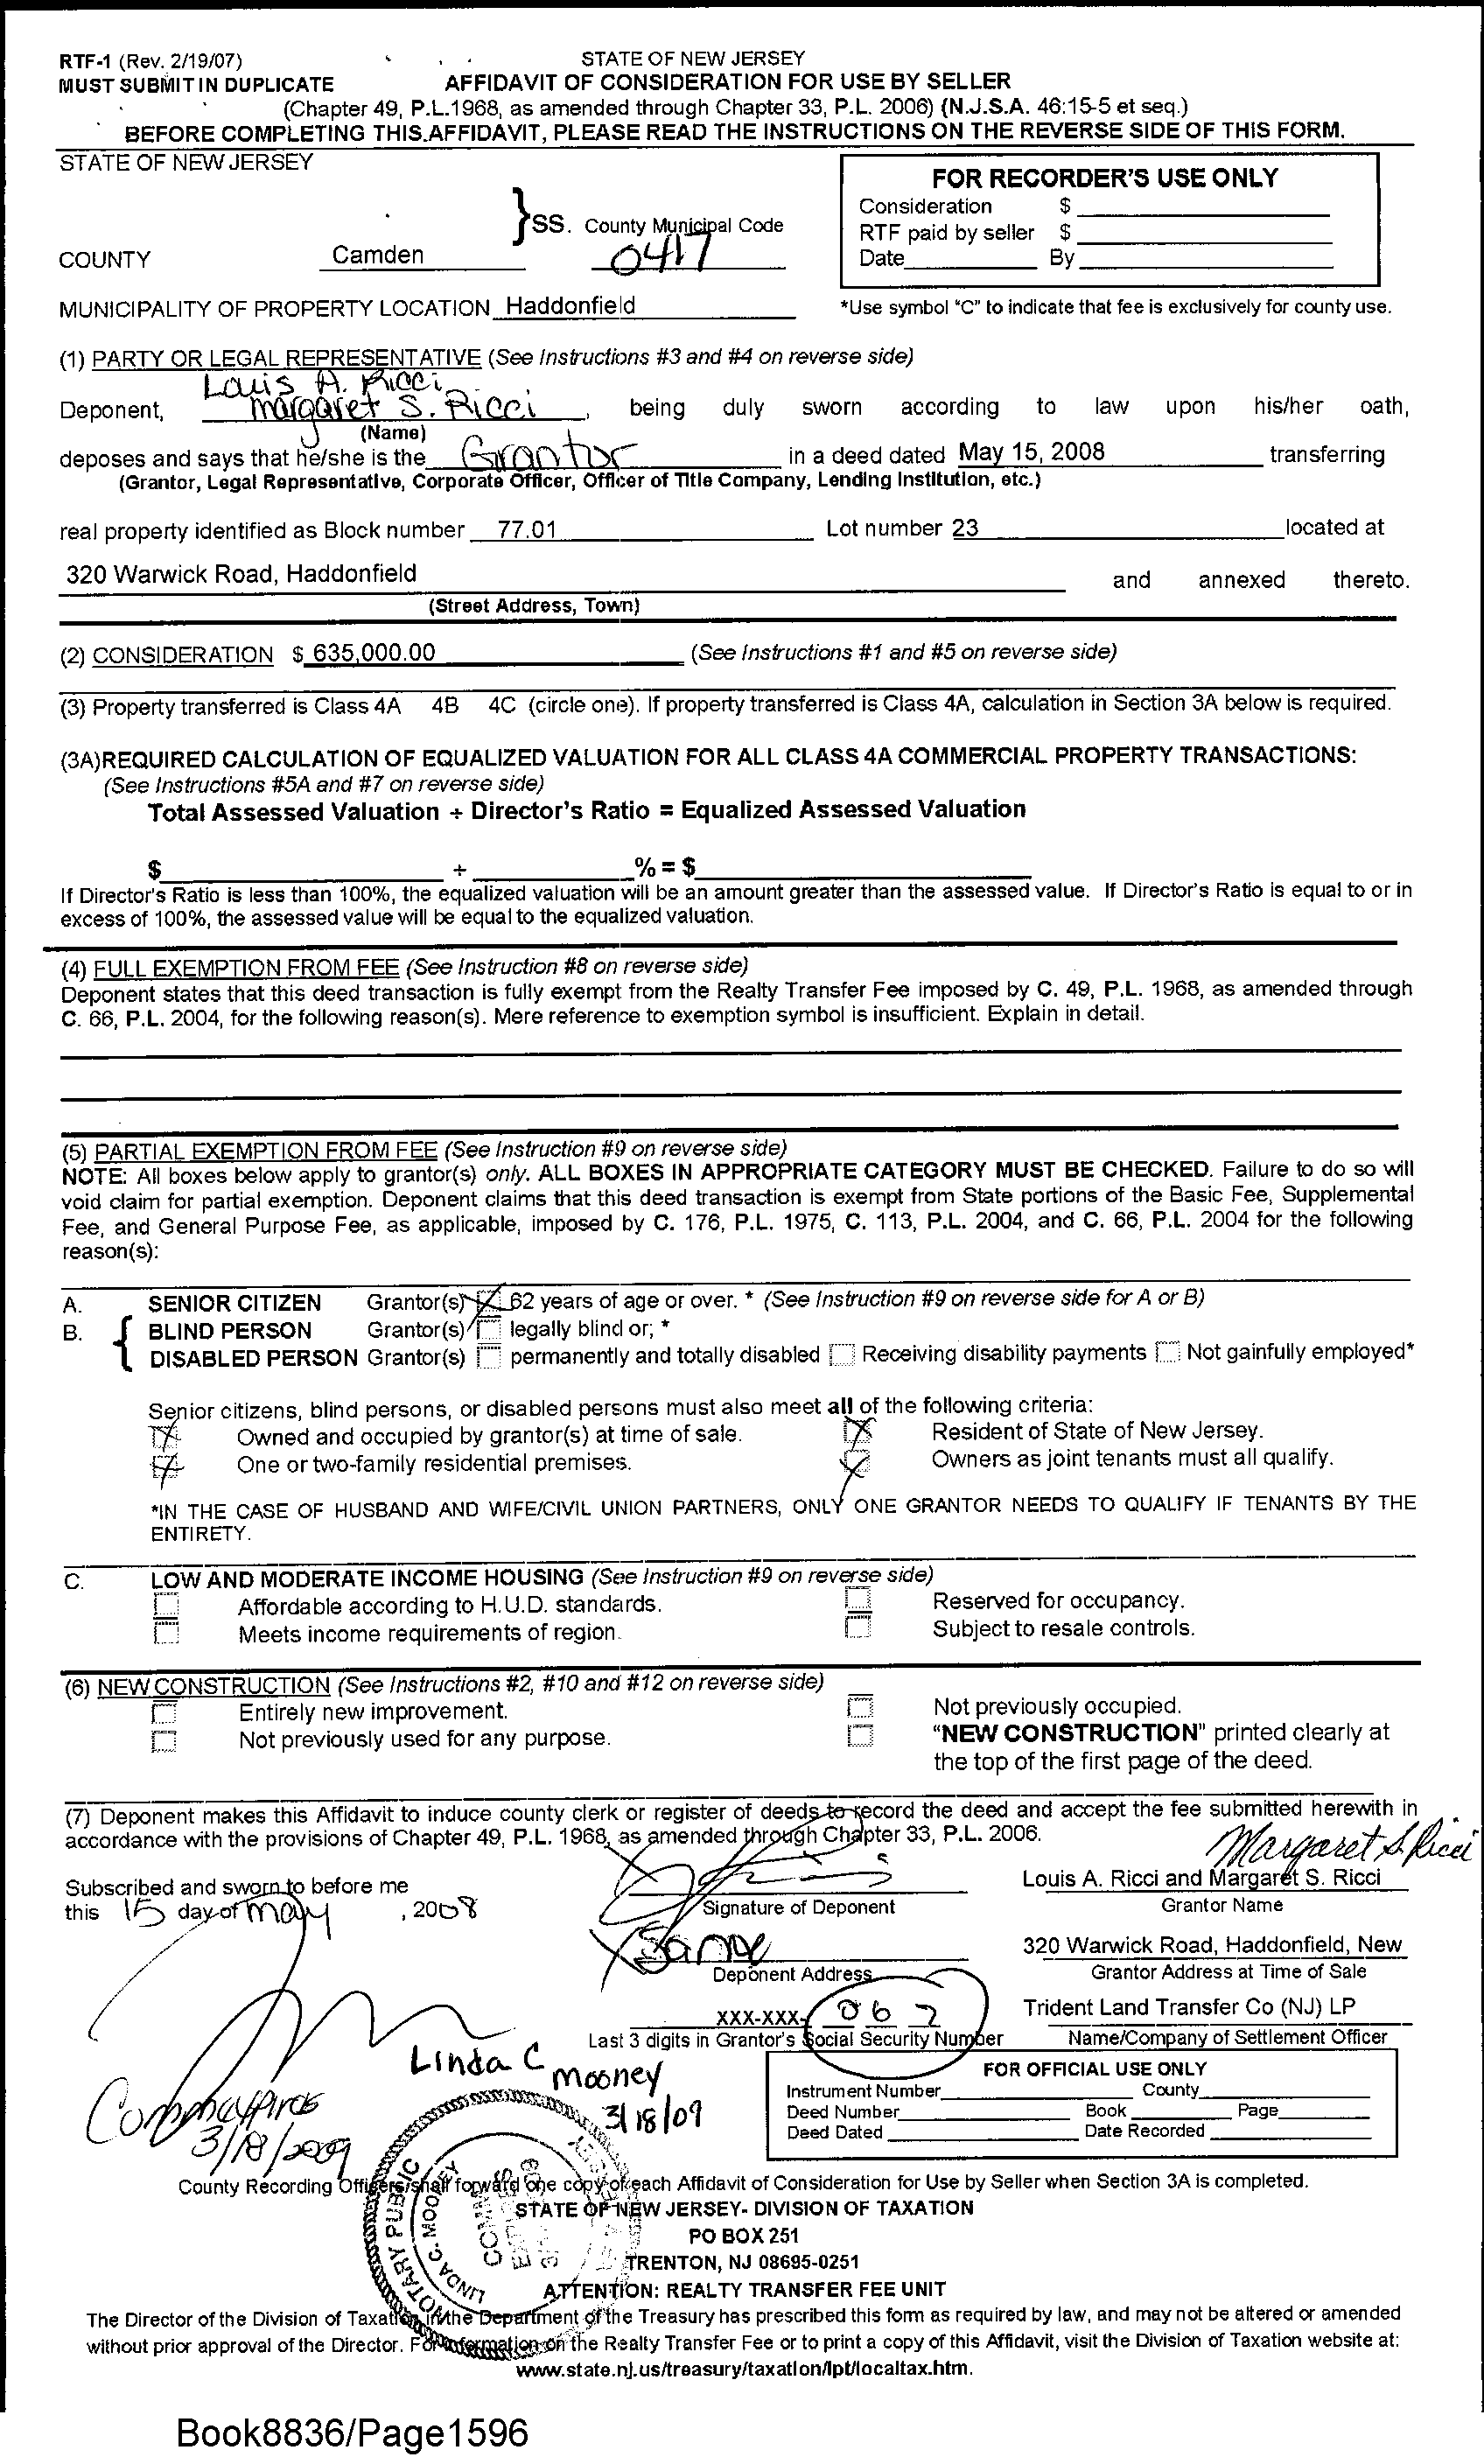 RTF-1 (Rev. 2/19/07)
STATE OF NEW JERSEY
MUST SUBMIT IN DUPLICATE
AFFIDAVIT OF CONSIDERATION FOR USE BY SELLER
(Chapter 49, P.L.1968, as amended through Chapter 33, P.L. 2006) (N.J.S.A. 46:15-5 et seq.)
BEFORE COMPLETING THIS AFFIDAVIT, PLEASE READ THE INSTRUCTIONS ON THE REVERSE SIDE OF THIS FORM.
STATE OF NEW JERSEY
FOR RECORDER'S USE ONLY
Consideration $
RTF paid by seller $
Date By
SS. County Municipal Code
COUNTY Camden 0417
MUNICIPALITY OF PROPERTY LOCATION Haddonfield
*Use symbol "C" to indicate that fee is exclusively for county use.
(1) PARTY OR LEGAL REPRESENTATIVE (See Instructions #3 and #4 on reverse side)
Louis A. Ricci
Deponent, Margaret S. Ricci, being duly sworn according to law upon his/her oath,
(Name)
deposes and says that he/she is the Grantor in a deed dated May 15, 2008 transferring
(Grantor, Legal Representative, Corporate Officer, Officer of Title Company, Lending Institution, etc.)
real property identified as Block number 77.01 Lot number 23 located at
320 Warwick Road, Haddonfield and annexed thereto.
(Street Address, Town)
(2) CONSIDERATION $ 635,000.00 (See Instructions #1 and #5 on reverse side)
(3) Property transferred is Class 4A 4B 4C (circle one). If property transferred is Class 4A, calculation in Section 3A below is required.
(3A)REQUIRED CALCULATION OF EQUALIZED VALUATION FOR ALL CLASS 4A COMMERCIAL PROPERTY TRANSACTIONS:
(See Instructions #5A and #7 on reverse side)
Total Assessed Valuation ÷ Director's Ratio = Equalized Assessed Valuation
$ ÷ % = $
If Director's Ratio is less than 100%, the equalized valuation will be an amount greater than the assessed value. If Director's Ratio is equal to or in
excess of 100%, the assessed value will be equal to the equalized valuation.
(4) FULL EXEMPTION FROM FEE (See Instruction #8 on reverse side)
Deponent states that this deed transaction is fully exempt from the Realty Transfer Fee imposed by C. 49, P.L. 1968, as amended through
C. 66, P.L. 2004, for the following reason(s). Mere reference to exemption symbol is insufficient. Explain in detail.
(5) PARTIAL EXEMPTION FROM FEE (See Instruction #9 on reverse side)
NOTE: All boxes below apply to grantor(s) only. ALL BOXES IN APPROPRIATE CATEGORY MUST BE CHECKED. Failure to do so will
void claim for partial exemption. Deponent claims that this deed transaction is exempt from State portions of the Basic Fee, Supplemental
Fee, and General Purpose Fee, as applicable, imposed by C. 176, P.L. 1975, C. 113, P.L. 2004, and C. 66, P.L. 2004 for the following
reason(s):
A. SENIOR CITIZEN Grantor(s) 62 years of age or over. * (See Instruction #9 on reverse side for A or B)
B. BLIND PERSON Grantor(s) legally blind or; *
DISABLED PERSON Grantor(s) permanently and totally disabled Receiving disability payments Not gainfully employed*
Senior citizens, blind persons, or disabled persons must also meet all of the following criteria:
Owned and occupied by grantor(s) at time of sale. Resident of State of New Jersey.
One or two-family residential premises. Owners as joint tenants must all qualify.
*IN THE CASE OF HUSBAND AND WIFE/CIVIL UNION PARTNERS, ONLY ONE GRANTOR NEEDS TO QUALIFY IF TENANTS BY THE
ENTIRETY.
C. LOW AND MODERATE INCOME HOUSING (See Instruction #9 on reverse side)
Affordable according to H.U.D. standards. Reserved for occupancy.
Meets income requirements of region. Subject to resale controls.
(6) NEW CONSTRUCTION (See Instructions #2, #10 and #12 on reverse side)
Entirely new improvement. Not previously occupied.
Not previously used for any purpose. "NEW CONSTRUCTION" printed clearly at
the top of the first page of the deed.
(7) Deponent makes this Affidavit to induce county clerk or register of deeds to record the deed and accept the fee submitted herewith in
accordance with the provisions of Chapter 49, P.L. 1968, as amended through Chapter 33, P.L. 2006.
Margaret S. Ricci
Subscribed and sworn to before me
Louis A. Ricci and Margaret S. Ricci
this 15 day of May, 2008
Signature of Deponent
Grantor Name
Same
320 Warwick Road, Haddonfield, New
Deponent Address
Grantor Address at Time of Sale
XXX-XXX- 0 6 2
Trident Land Transfer Co (NJ) LP
Last 3 digits in Grantor's Social Security Number
Name/Company of Settlement Officer
Linda C Mooney
3/18/09
Comm expires
3/18/2009
FOR OFFICIAL USE ONLY
Instrument Number County
Deed Number Book Page
Deed Dated Date Recorded
County Recording Officers shall forward one copy of each Affidavit of Consideration for Use by Seller when Section 3A is completed.
STATE OF NEW JERSEY- DIVISION OF TAXATION
PO BOX 251
TRENTON, NJ 08695-0251
ATTENTION: REALTY TRANSFER FEE UNIT
NOTARY PUBLIC
LINDA C. MOONEY
The Director of the Division of Taxation in the Department of the Treasury has prescribed this form as required by law, and may not be altered or amended
without prior approval of the Director. For information on the Realty Transfer Fee or to print a copy of this Affidavit, visit the Division of Taxation website at:
www.state.nj.us/treasury/taxation/lpt/localtax.htm.
Book8836/Page1596